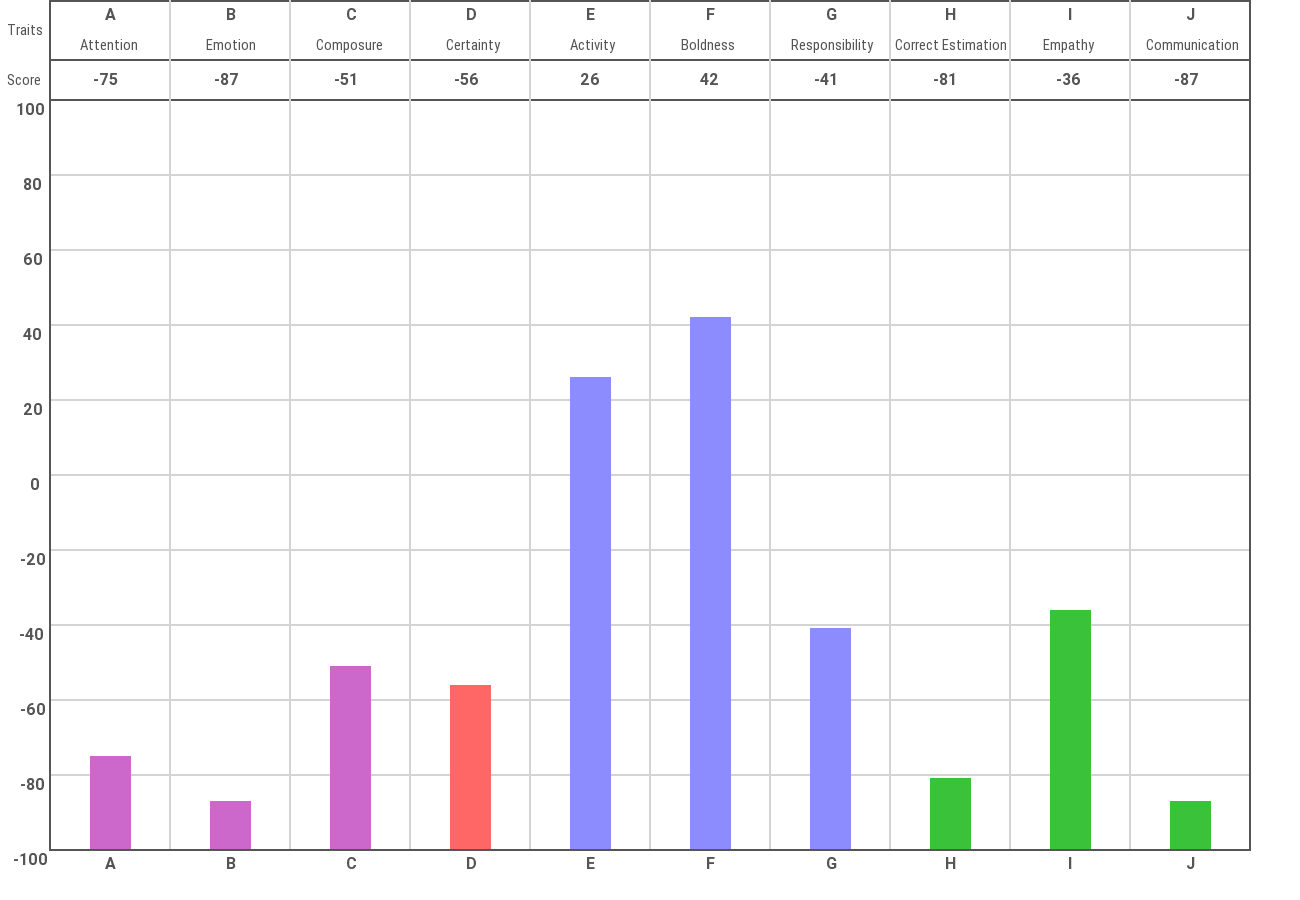 A B C D E F G H I J
Traits
Attention Emotion Composure Certainty Activity Boldness Responsibility Correct Estimation Empathy Communication
Score -75 -87 -51 -56 26 42 -41 -81 -36 -87
100
80
60
40
20
0
-20
-40
-60
-80
-100
A B C D E F G H I J